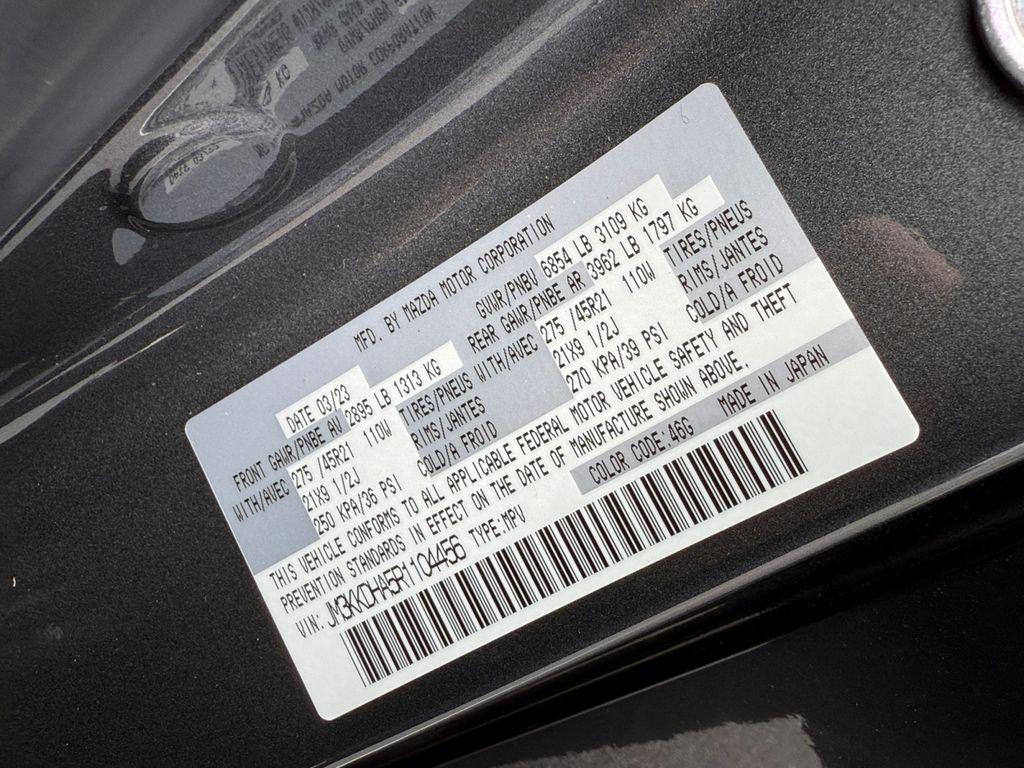 MFD. BY MAZDA MOTOR CORPORATION
DATE 03/23 GVWR/PNBV 6854 LB 3109 KG
FRONT GAWR/PNBE AV 2895 LB 1313 KG REAR GAWR/PNBE AR 3962 LB 1797 KG
WITH/AVEC 275 /45R21 110W TIRES/PNEUS WITH/AVEC 275 /45R21 110W TIRES/PNEUS
21X9 1/2J RIMS/JANTES 21X9 1/2J RIMS/JANTES
250 KPA/36 PSI COLD/A FROID 270 KPA/39 PSI COLD/A FROID
THIS VEHICLE CONFORMS TO ALL APPLICABLE FEDERAL MOTOR VEHICLE SAFETY AND THEFT
PREVENTION STANDARDS IN EFFECT ON THE DATE OF MANUFACTURE SHOWN ABOVE.
VIN: JM3KKDHA5R1104456 TYPE:MPV COLOR CODE:46G MADE IN JAPAN